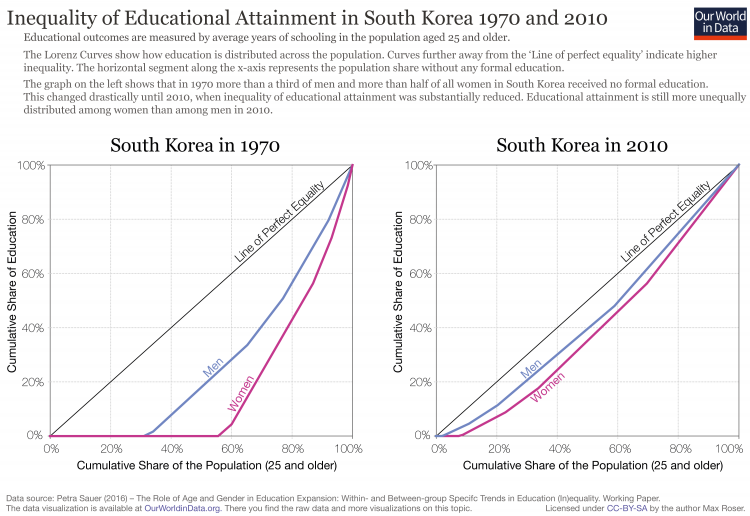 Inequality of Educational Attainment in South Korea 1970 and 2010
Our World
in Data
Educational outcomes are measured by average years of schooling in the population aged 25 and older.
The Lorenz Curves show how education is distributed across the population. Curves further away from the 'Line of perfect equality' indicate higher
inequality. The horizontal segment along the x-axis represents the population share without any formal education.
The graph on the left shows that in 1970 more than a third of men and more than half of all women in South Korea received no formal education.
This changed drastically until 2010, when inequality of educational attainment was substantially reduced. Educational attainment is still more unequally
distributed among women than among men in 2010.
South Korea in 1970
100%
80%
60%
40%
20%
0%
Cumulative Share of Education
Line of Perfect Equality
Men
Women
0% 20% 40% 60% 80% 100%
Cumulative Share of the Population (25 and older)
South Korea in 2010
100%
80%
60%
40%
20%
0%
Cumulative Share of Education
Line of Perfect Equality
Men
Women
0% 20% 40% 60% 80% 100%
Cumulative Share of the Population (25 and older)
Data source: Petra Sauer (2016) – The Role of Age and Gender in Education Expansion: Within- and Between-group Specifc Trends in Education (In)equality. Working Paper.
The data visualization is available at OurWorldinData.org. There you find the raw data and more visualizations on this topic.
Licensed under CC-BY-SA by the author Max Roser.